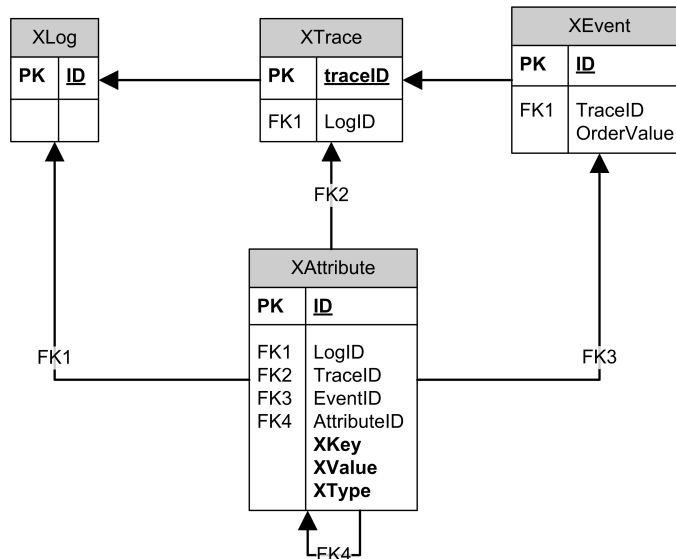 XLog
PK ID
XTrace
PK traceID
FK1 LogID
XEvent
PK ID
FK1 TraceID
OrderValue
FK2
XAttribute
PK ID
FK1 LogID
FK2 TraceID
FK3 EventID
FK4 AttributeID
XKey
XValue
XType
FK1
FK3
FK4